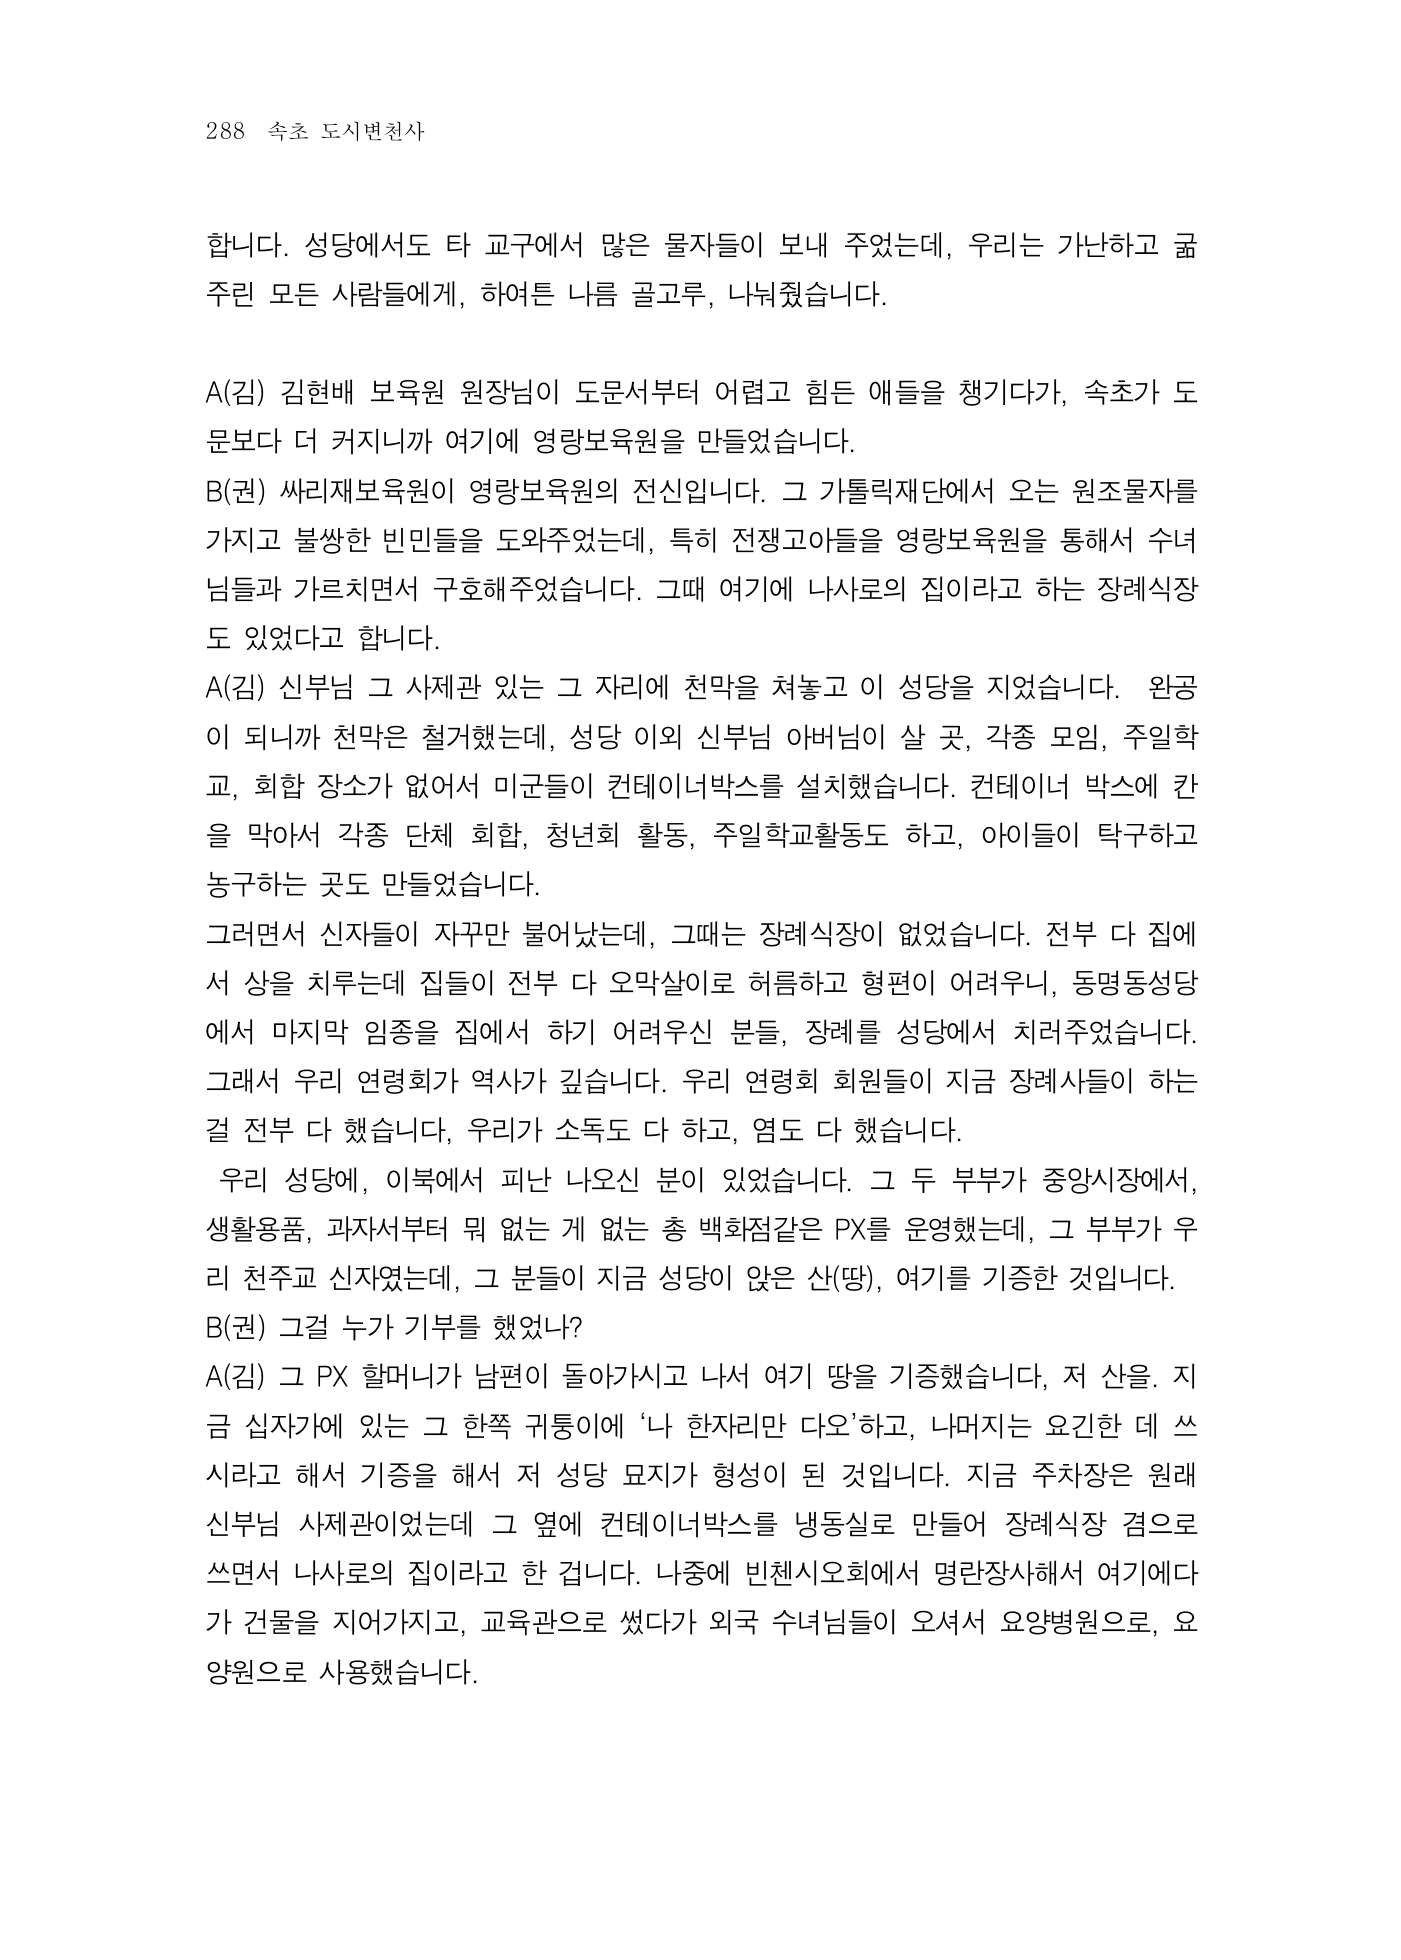 288 속초 도시변천사
합니다. 성당에서도 타 교구에서 많은 물자들이 보내 주었는데, 우리는 가난하고 굶
주린 모든 사람들에게, 하여튼 나름 골고루, 나눠줬습니다.
A(김) 김현배 보육원 원장님이 도문서부터 어렵고 힘든 애들을 챙기다가, 속초가 도
문보다 더 커지니까 여기에 영랑보육원을 만들었습니다.
B(권) 싸리재보육원이 영랑보육원의 전신입니다. 그 가톨릭재단에서 오는 원조물자를
가지고 불쌍한 빈민들을 도와주었는데, 특히 전쟁고아들을 영랑보육원을 통해서 수녀
님들과 가르치면서 구호해주었습니다. 그때 여기에 나사로의 집이라고 하는 장례식장
도 있었다고 합니다.
A(김) 신부님 그 사제관 있는 그 자리에 천막을 쳐놓고 이 성당을 지었습니다. 완공
이 되니까 천막은 철거했는데, 성당 이외 신부님 아버님이 살 곳, 각종 모임, 주일학
교, 회합 장소가 없어서 미군들이 컨테이너박스를 설치했습니다. 컨테이너 박스에 칸
을 막아서 각종 단체 회합, 청년회 활동, 주일학교활동도 하고, 아이들이 탁구하고
농구하는 곳도 만들었습니다.
그러면서 신자들이 자꾸만 불어났는데, 그때는 장례식장이 없었습니다. 전부 다 집에
서 상을 치루는데 집들이 전부 다 오막살이로 허름하고 형편이 어려우니, 동명동성당
에서 마지막 임종을 집에서 하기 어려우신 분들, 장례를 성당에서 치러주었습니다.
그래서 우리 연령회가 역사가 깊습니다. 우리 연령회 회원들이 지금 장례사들이 하는
걸 전부 다 했습니다, 우리가 소독도 다 하고, 염도 다 했습니다.
우리 성당에, 이북에서 피난 나오신 분이 있었습니다. 그 두 부부가 중앙시장에서,
생활용품, 과자서부터 뭐 없는 게 없는 총 백화점같은 PX를 운영했는데, 그 부부가 우
리 천주교 신자였는데, 그 분들이 지금 성당이 앉은 산(땅), 여기를 기증한 것입니다.
B(권) 그걸 누가 기부를 했었나?
A(김) 그 PX 할머니가 남편이 돌아가시고 나서 여기 땅을 기증했습니다, 저 산을. 지
금 십자가에 있는 그 한쪽 귀퉁이에 ‘나 한자리만 다오’하고, 나머지는 요긴한 데 쓰
시라고 해서 기증을 해서 저 성당 묘지가 형성이 된 것입니다. 지금 주차장은 원래
신부님 사제관이었는데 그 옆에 컨테이너박스를 냉동실로 만들어 장례식장 겸으로
쓰면서 나사로의 집이라고 한 겁니다. 나중에 빈첸시오회에서 명란장사해서 여기에다
가 건물을 지어가지고, 교육관으로 썼다가 외국 수녀님들이 오셔서 요양병원으로, 요
양원으로 사용했습니다.